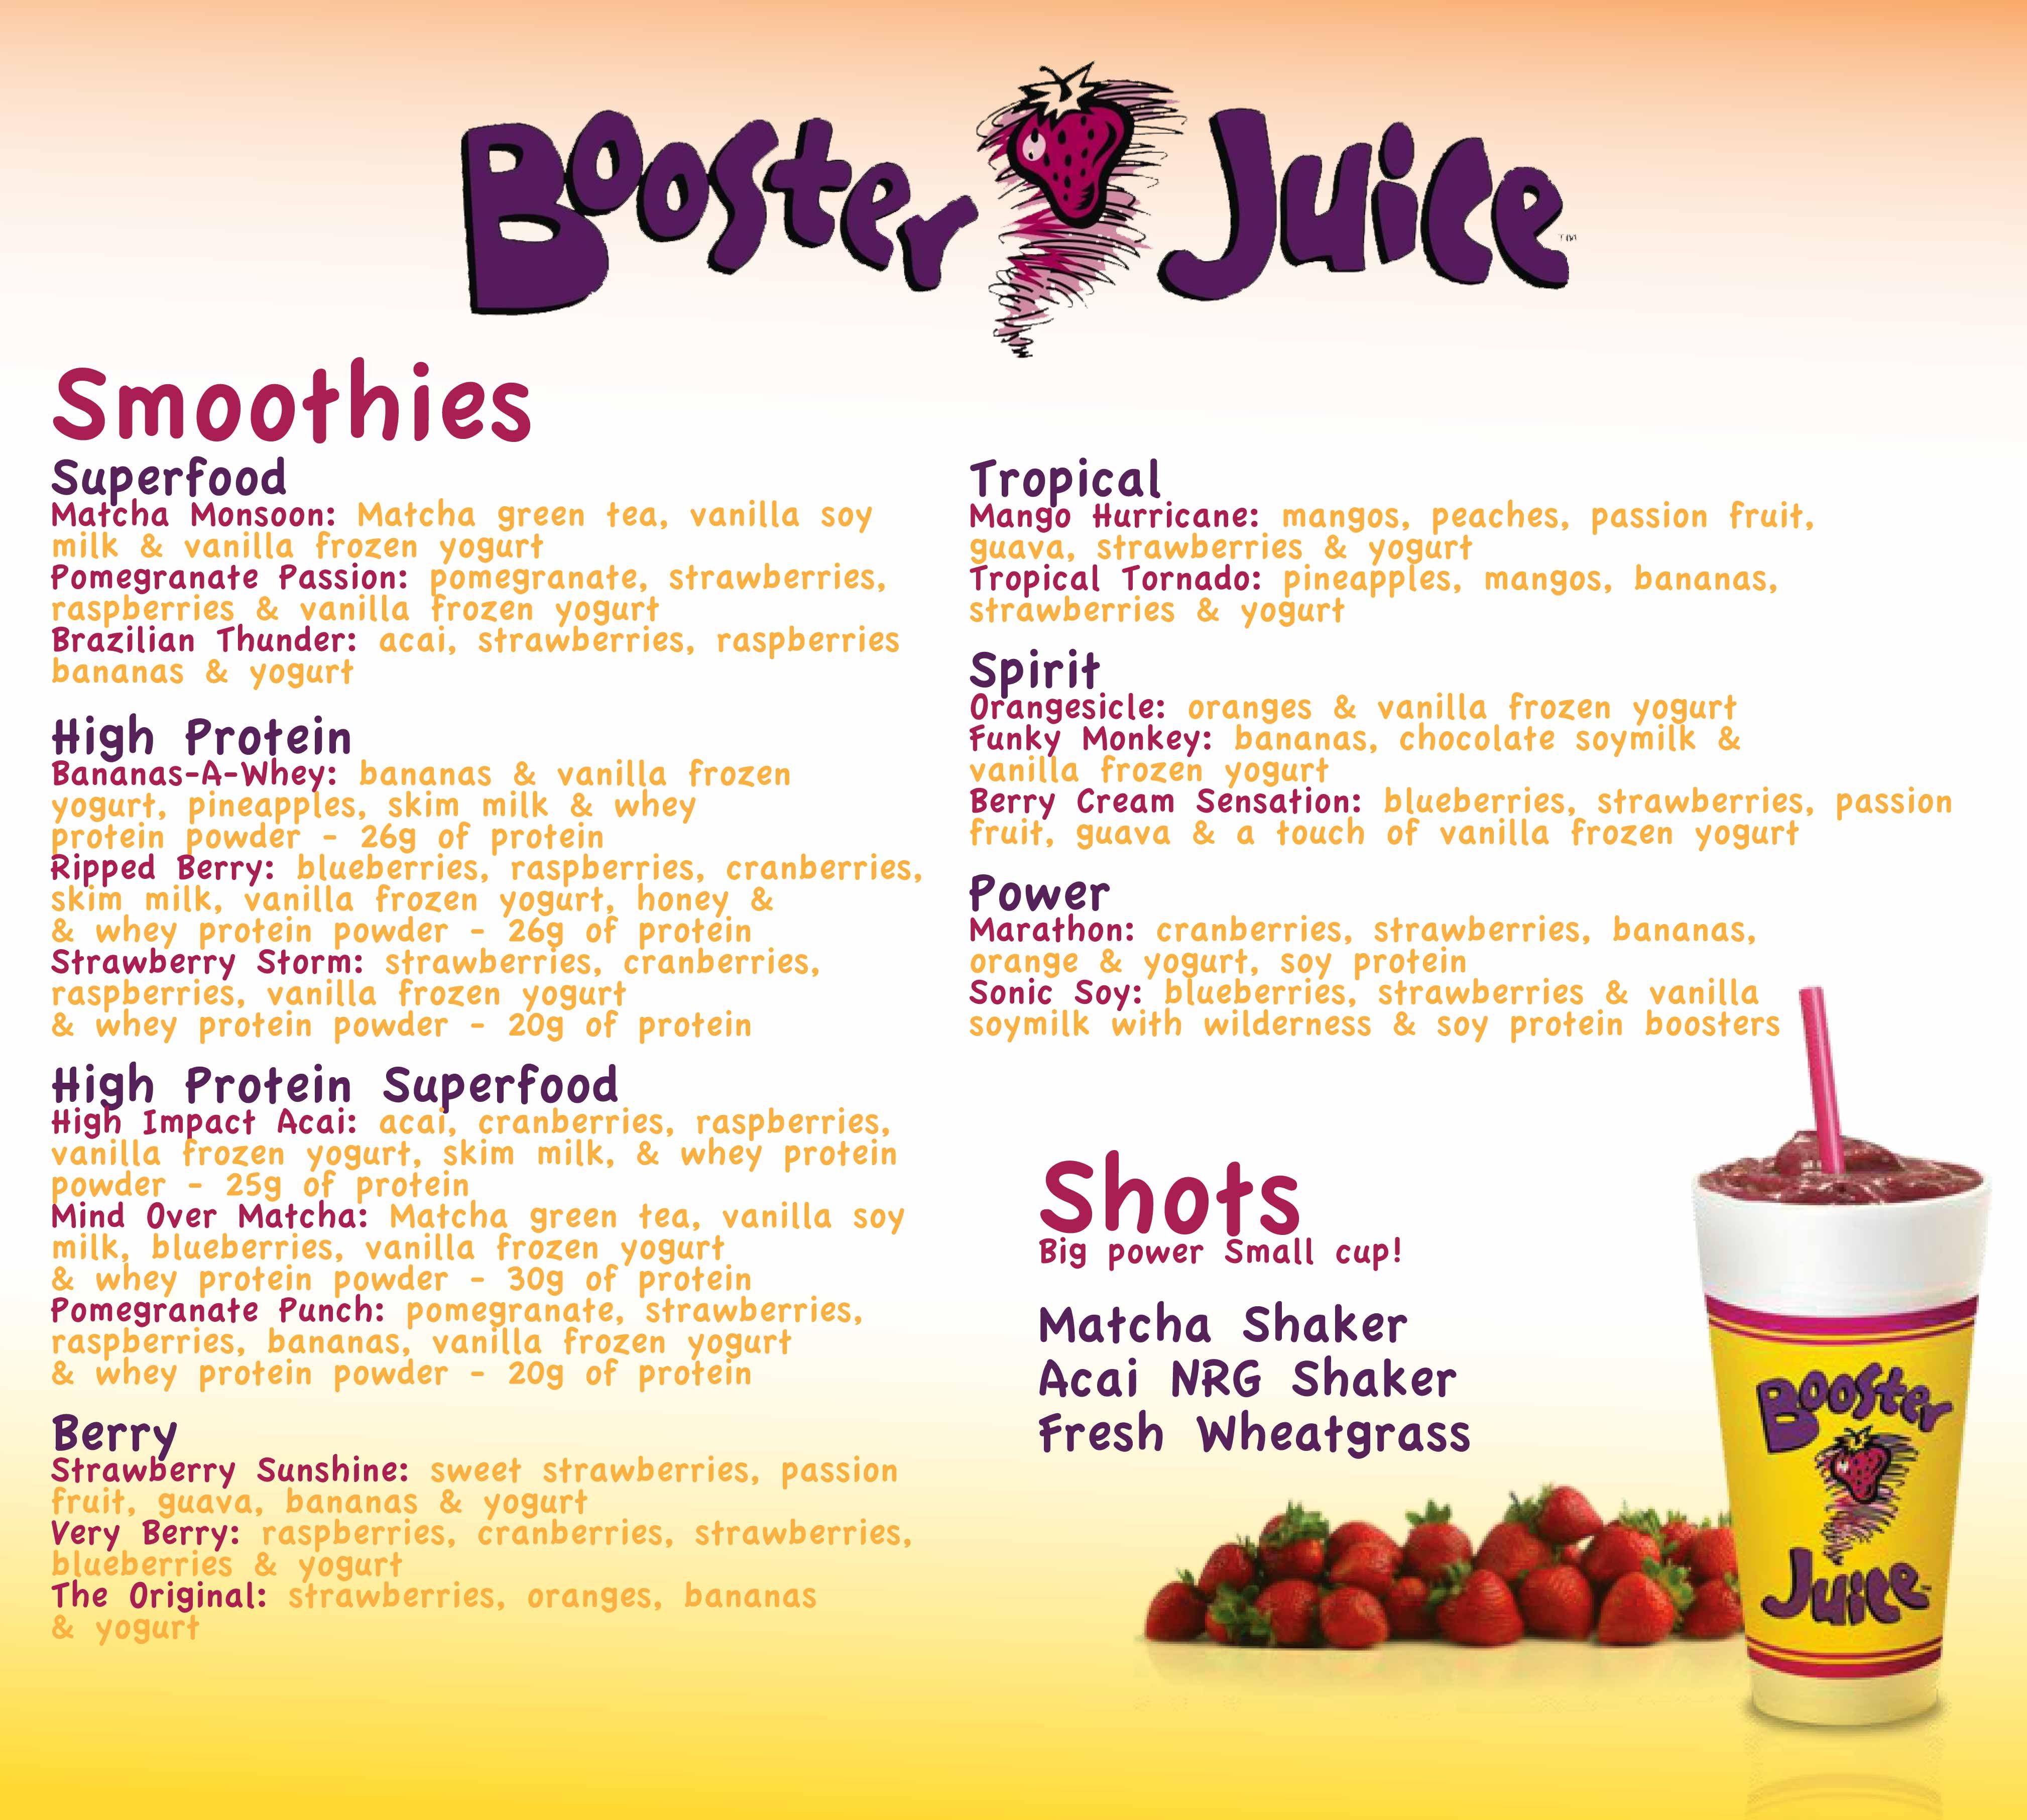 Booster Juice TM
Smoothies
Superfood
Matcha Monsoon: Matcha green tea, vanilla soy
milk & vanilla frozen yogurt
Pomegranate Passion: pomegranate, strawberries,
raspberries & vanilla frozen yogurt
Brazilian Thunder: acai, strawberries, raspberries
bananas & yogurt
High Protein
Bananas-A-Whey: bananas & vanilla frozen
yogurt, pineapples, skim milk & whey
protein powder - 26g of protein
Ripped Berry: blueberries, raspberries, cranberries,
skim milk, vanilla frozen yogurt, honey &
& whey protein powder - 26g of protein
Strawberry Storm: strawberries, cranberries,
raspberries, vanilla frozen yogurt
& whey protein powder - 20g of protein
High Protein Superfood
High Impact Acai: acai, cranberries, raspberries,
vanilla frozen yogurt, skim milk, & whey protein
powder - 25g of protein
Mind Over Matcha: Matcha green tea, vanilla soy
milk, blueberries, vanilla frozen yogurt
& whey protein powder - 30g of protein
Pomegranate Punch: pomegranate, strawberries,
raspberries, bananas, vanilla frozen yogurt
& whey protein powder - 20g of protein
Berry
Strawberry Sunshine: sweet strawberries, passion
fruit, guava, bananas & yogurt
Very Berry: raspberries, cranberries, strawberries,
blueberries & yogurt
The Original: strawberries, oranges, bananas
& yogurt
Tropical
Mango Hurricane: mangos, peaches, passion fruit,
guava, strawberries & yogurt
Tropical Tornado: pineapples, mangos, bananas,
strawberries & yogurt
Spirit
Orangesicle: oranges & vanilla frozen yogurt
Funky Monkey: bananas, chocolate soymilk &
vanilla frozen yogurt
Berry Cream Sensation: blueberries, strawberries, passion
fruit, guava & a touch of vanilla frozen yogurt
Power
Marathon: cranberries, strawberries, bananas,
orange & yogurt, soy protein
Sonic Soy: blueberries, strawberries & vanilla
soymilk with wilderness & soy protein boosters
Shots
Big power Small cup!
Matcha Shaker
Acai NRG Shaker
Fresh Wheatgrass
Booster
Juice